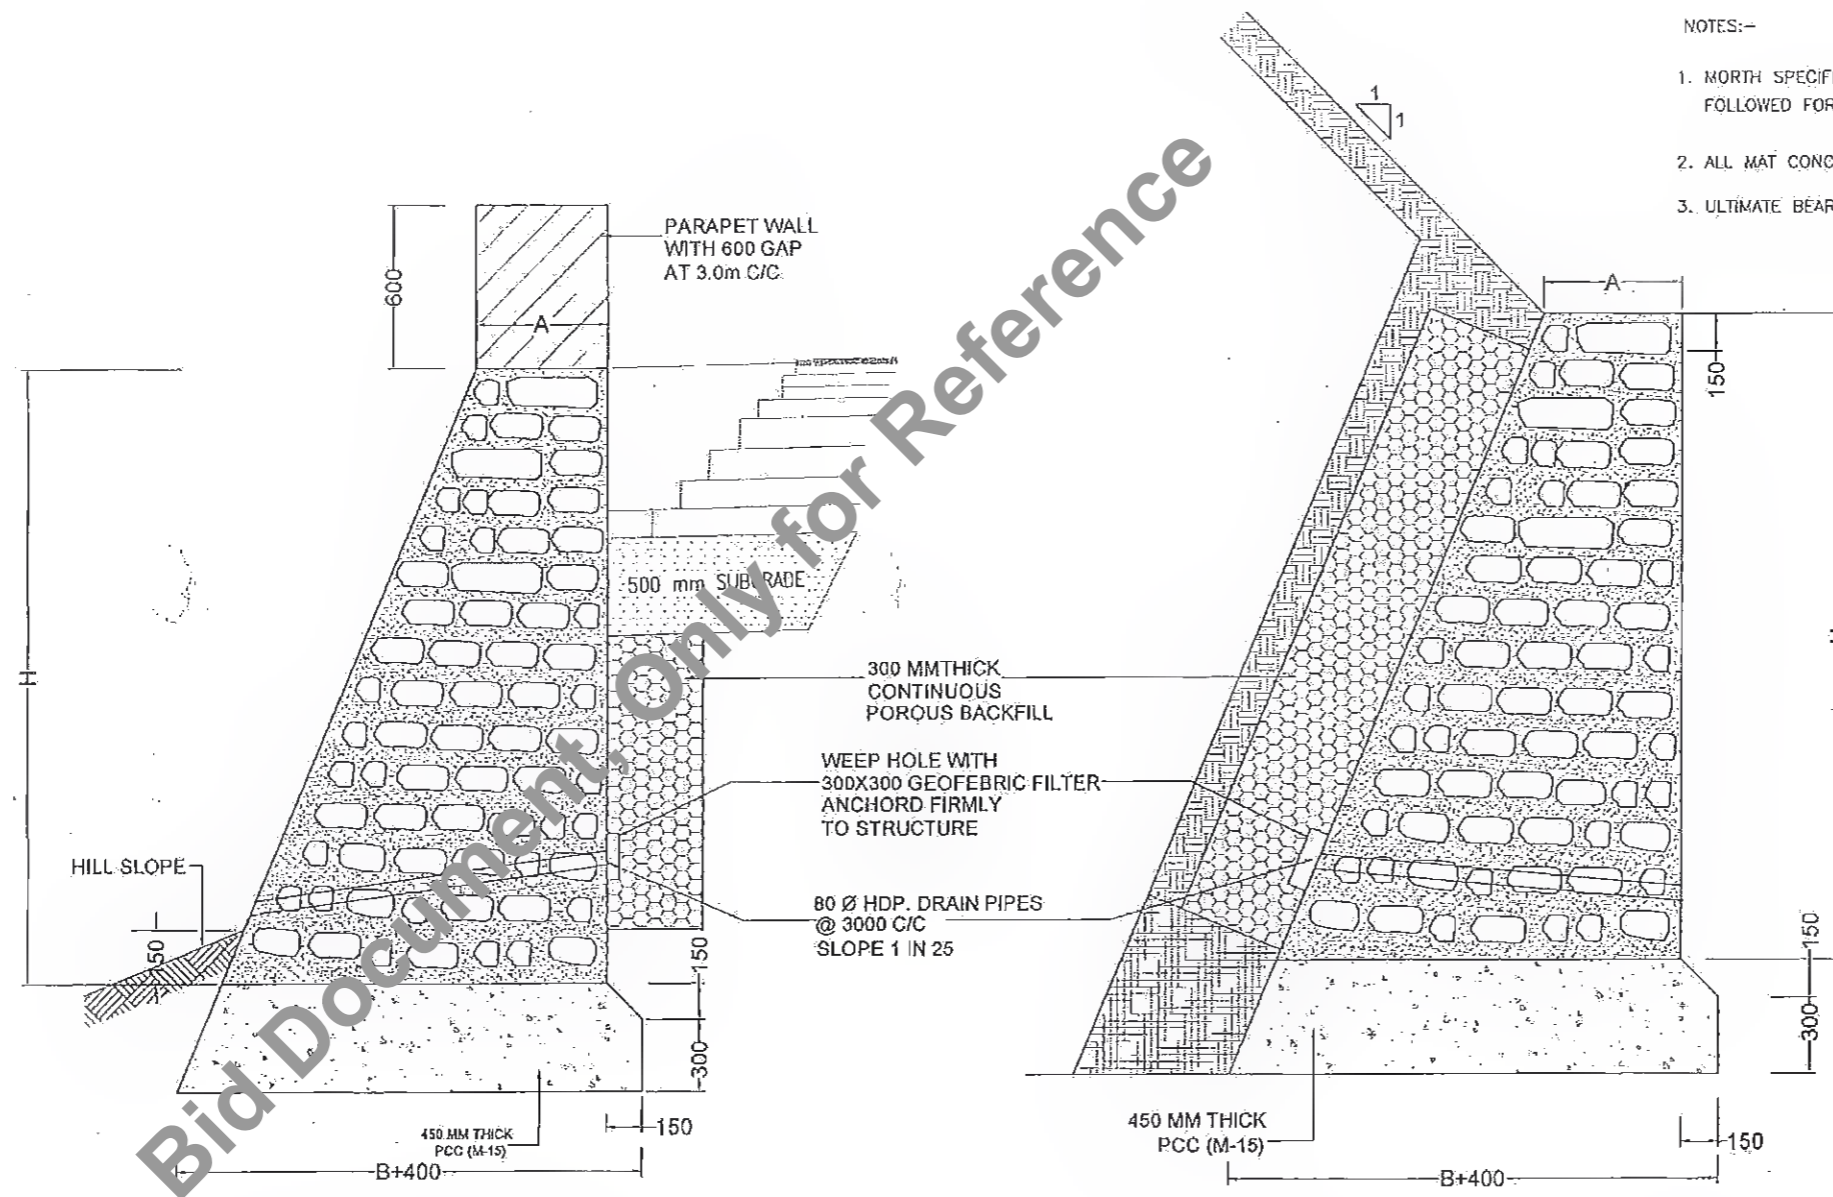 NOTES:-
1. MORTH SPECIF
FOLLOWED FOR
2. ALL MAT CONC
3. ULTIMATE BEAR
600
PARAPET WALL
WITH 600 GAP
AT 3.0m C/C
A
H
500 mm SUBGRADE
HILL SLOPE
150
150
300
450 MM THICK
PCC (M-15)
150
B+400
300 MMTHICK
CONTINUOUS
POROUS BACKFILL
WEEP HOLE WITH
300X300 GEOFEBRIC FILTER
ANCHORD FIRMLY
TO STRUCTURE
80 Ø HDP. DRAIN PIPES
@ 3000 C/C
SLOPE 1 IN 25
1
1
A
150
150
300
450 MM THICK
PCC (M-15)
150
B+400
Bid Document, Only for Reference